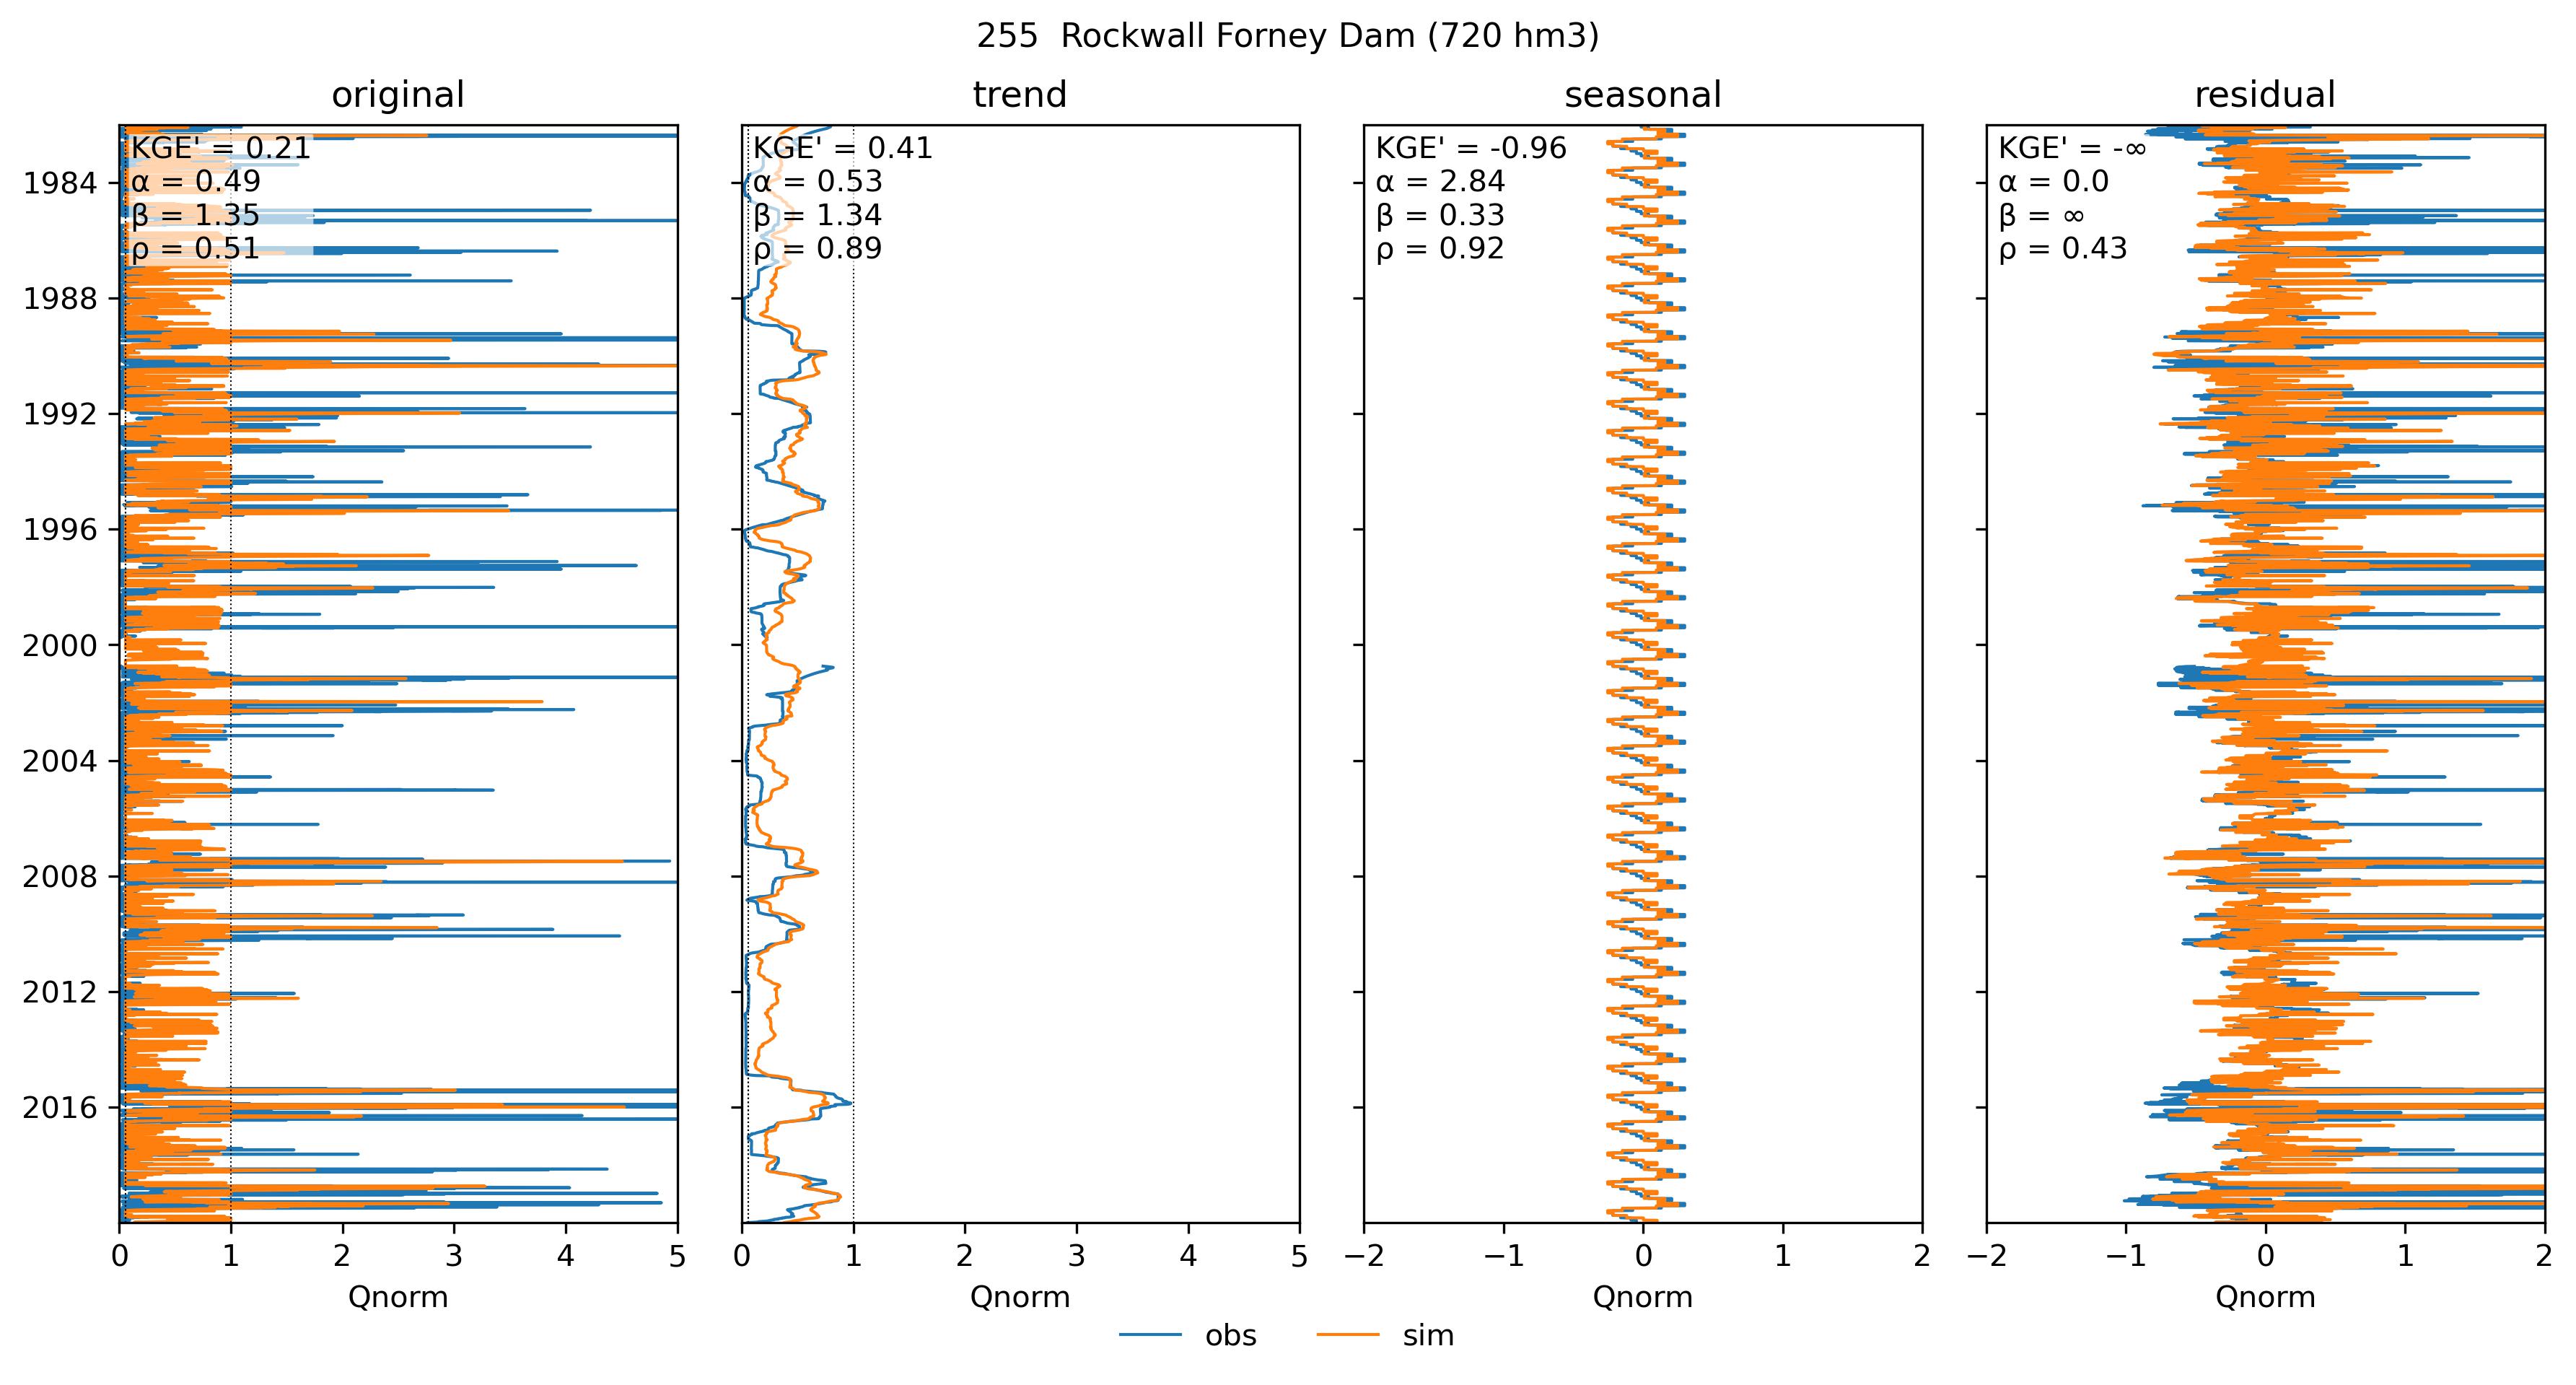 255  Rockwall Forney Dam (720 hm3)
original
trend
seasonal
residual
KGE' = 0.21
α = 0.49
β = 1.35
ρ = 0.51
KGE' = 0.41
α = 0.53
β = 1.34
ρ = 0.89
KGE' = -0.96
α = 2.84
β = 0.33
ρ = 0.92
KGE' = -∞
α = 0.0
β = ∞
ρ = 0.43
1984
1988
1992
1996
2000
2004
2008
2012
2016
0 1 2 3 4 5
0 1 2 3 4 5
−2 −1 0 1 2
−2 −1 0 1 2
Qnorm
Qnorm
Qnorm
Qnorm
obs
sim